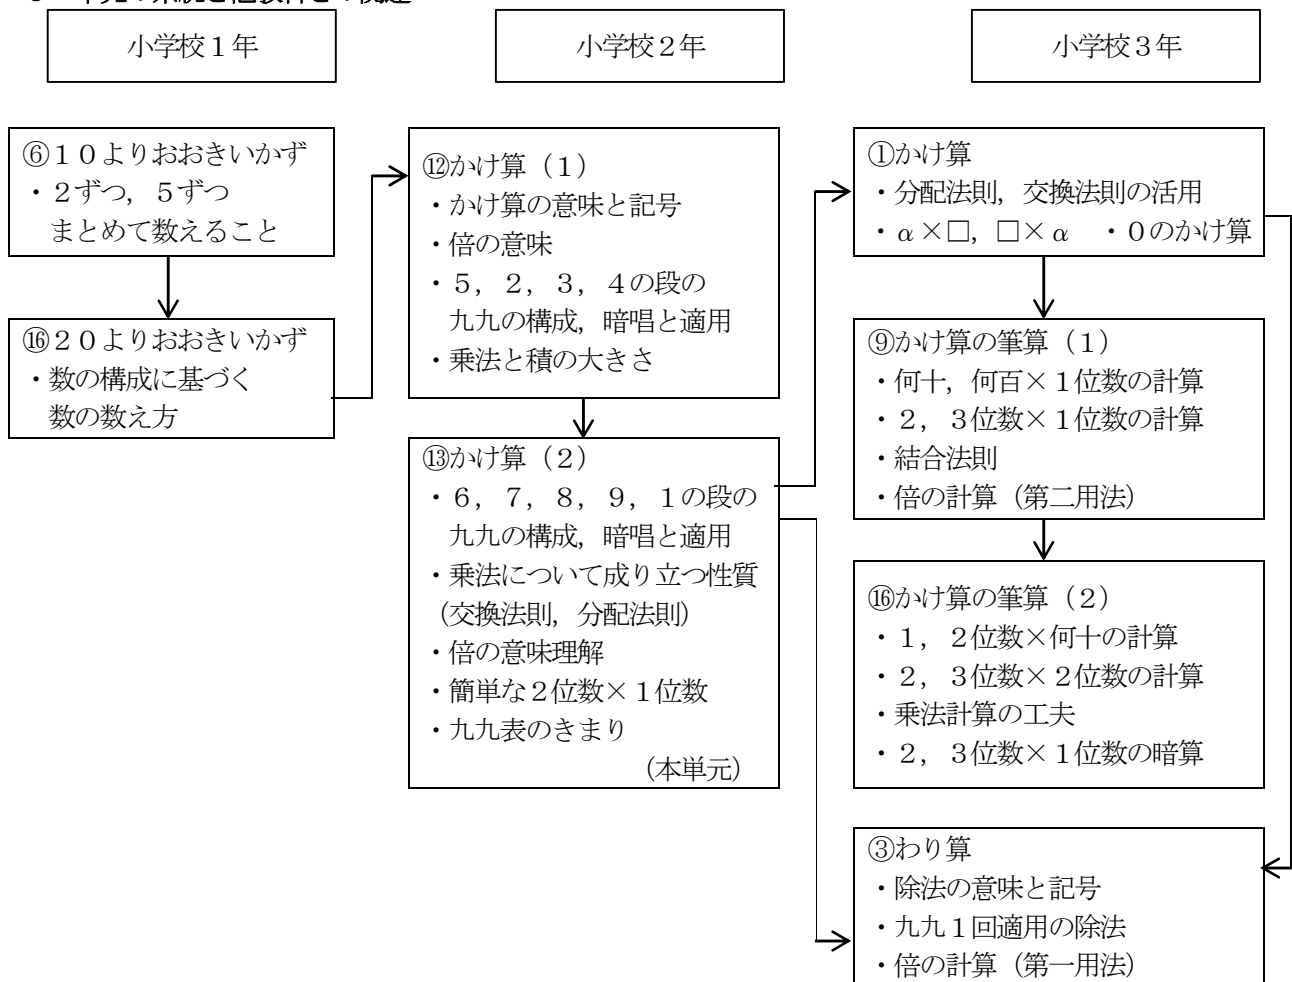 小学校１年
小学校２年
小学校３年
⑥１０よりおおきいかず
・２ずつ，５ずつ
まとめて数えること
⑯２０よりおおきいかず
・数の構成に基づく
数の数え方
⑫かけ算（１）
・かけ算の意味と記号
・倍の意味
・５，２，３，４の段の
九九の構成，暗唱と適用
・乗法と積の大きさ
⑬かけ算（２）
・６，７，８，９，１の段の
九九の構成，暗唱と適用
・乗法について成り立つ性質
（交換法則，分配法則）
・倍の意味理解
・簡単な２位数×１位数
・九九表のきまり
（本単元）
①かけ算
・分配法則，交換法則の活用
・α×□，□×α　・０のかけ算
⑨かけ算の筆算（１）
・何十，何百×１位数の計算
・２，３位数×１位数の計算
・結合法則
・倍の計算（第二用法）
⑯かけ算の筆算（２）
・１，２位数×何十の計算
・２，３位数×２位数の計算
・乗法計算の工夫
・２，３位数×１位数の暗算
③わり算
・除法の意味と記号
・九九１回適用の除法
・倍の計算（第一用法）